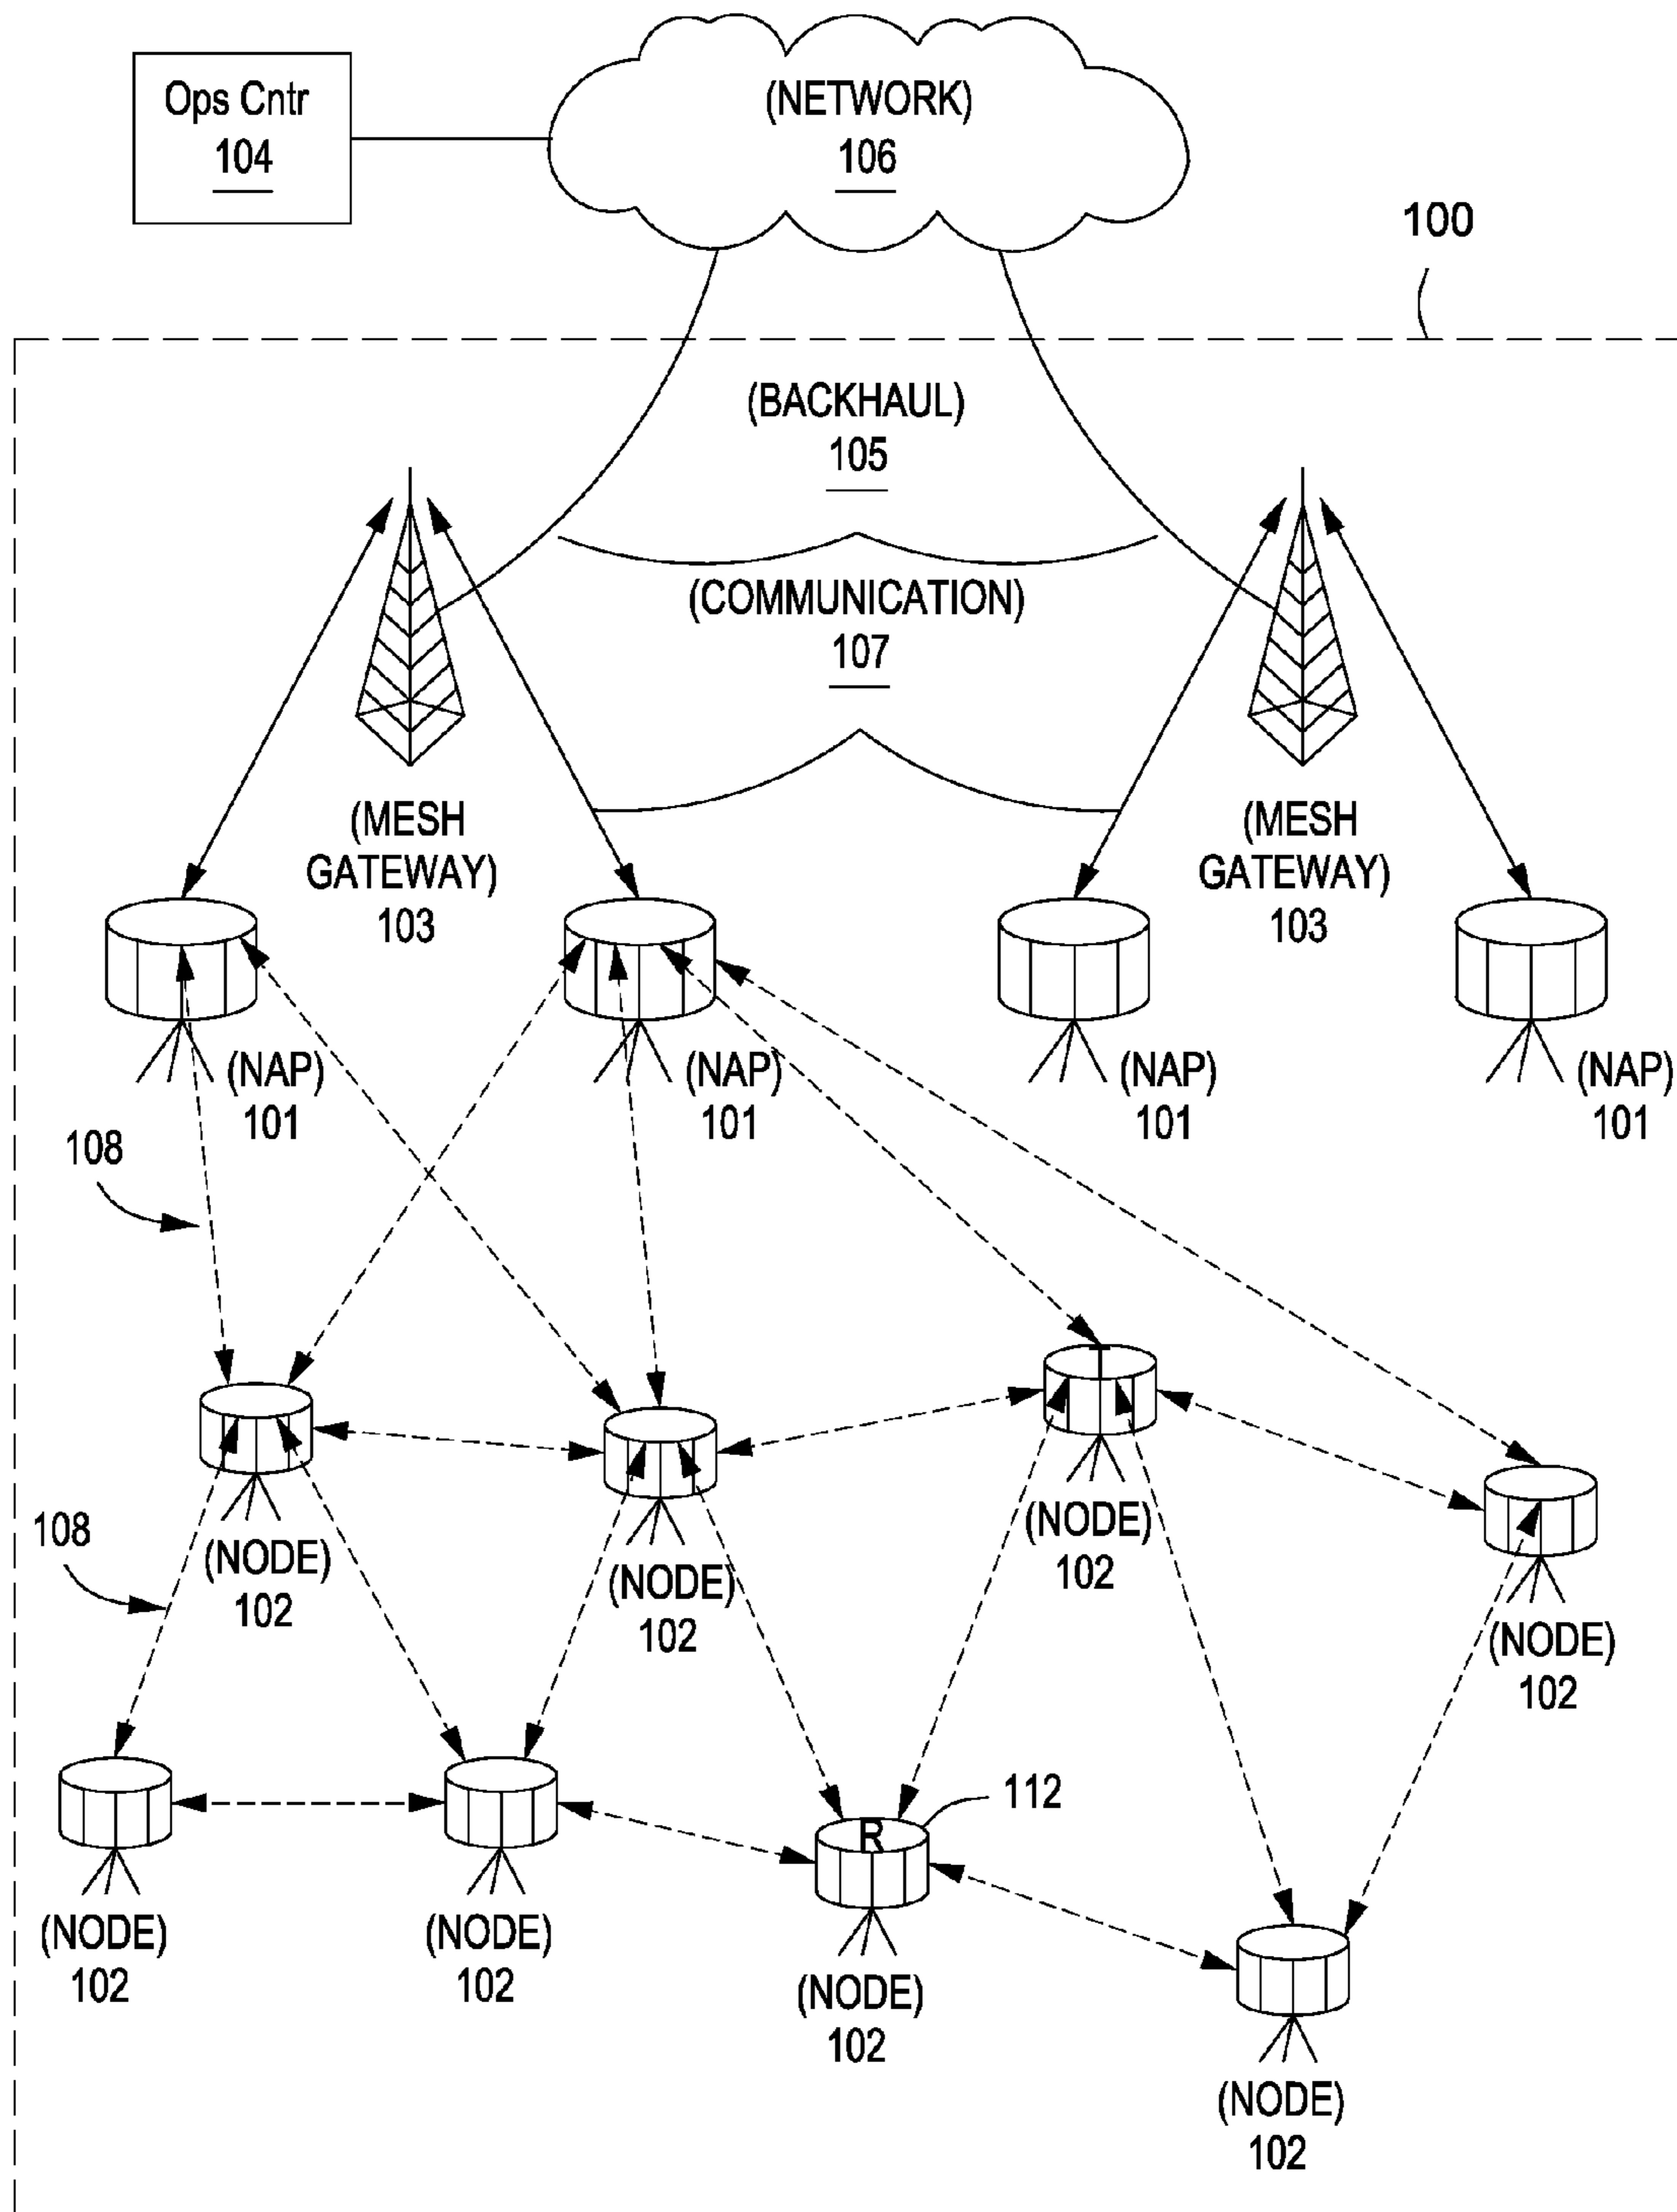 Ops Cntr
104
(NETWORK)
106
100
(BACKHAUL)
105
(COMMUNICATION)
107
(MESH
GATEWAY)
103
(MESH
GATEWAY)
103
(NAP)
101
(NAP)
101
(NAP)
101
(NAP)
101
108
T
(NODE)
102
(NODE)
102
(NODE)
102
(NODE)
102
108
112
R
(NODE)
102
(NODE)
102
(NODE)
102
(NODE)
102